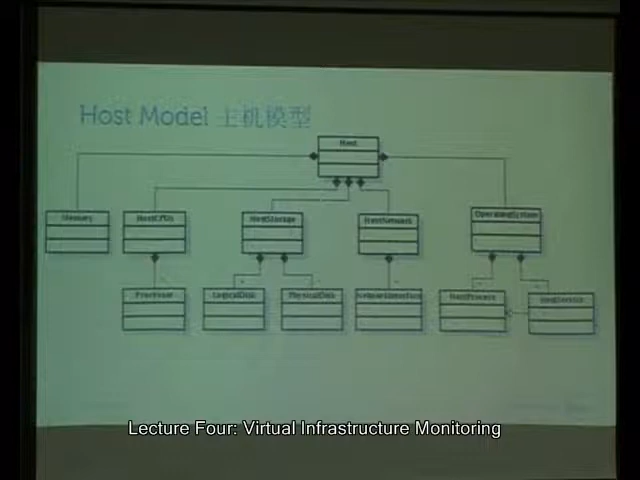 Host Model 主机模型
Host
Memory
HostCPUs
HostStorage
HostNetwork
OperatingSystem
Processor
LogicalDisk
PhysicalDisk
NetworkInterface
HostProcess
HostService
Lecture Four: Virtual Infrastructure Monitoring